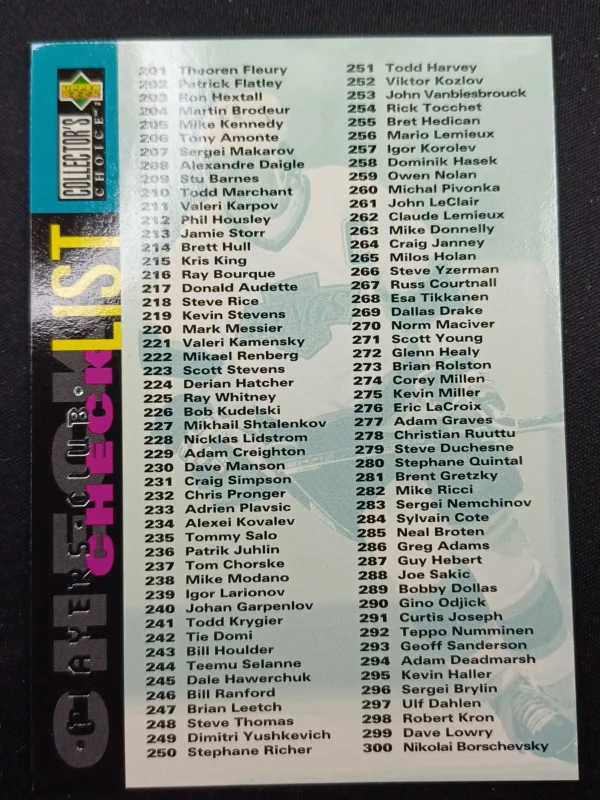 UPPER DECK
COLLECTOR'S
CHOICE
CHECKLIST
PLAYERS CLUB
201 Theoren Fleury
202 Patrick Flatley
203 Ron Hextall
204 Martin Brodeur
205 Mike Kennedy
206 Tony Amonte
207 Sergei Makarov
208 Alexandre Daigle
209 Stu Barnes
210 Todd Marchant
211 Valeri Karpov
212 Phil Housley
213 Jamie Storr
214 Brett Hull
215 Kris King
216 Ray Bourque
217 Donald Audette
218 Steve Rice
219 Kevin Stevens
220 Mark Messier
221 Valeri Kamensky
222 Mikael Renberg
223 Scott Stevens
224 Derian Hatcher
225 Ray Whitney
226 Bob Kudelski
227 Mikhail Shtalenkov
228 Nicklas Lidstrom
229 Adam Creighton
230 Dave Manson
231 Craig Simpson
232 Chris Pronger
233 Adrien Plavsic
234 Alexei Kovalev
235 Tommy Salo
236 Patrik Juhlin
237 Tom Chorske
238 Mike Modano
239 Igor Larionov
240 Johan Garpenlov
241 Todd Krygier
242 Tie Domi
243 Bill Houlder
244 Teemu Selanne
245 Dale Hawerchuk
246 Bill Ranford
247 Brian Leetch
248 Steve Thomas
249 Dimitri Yushkevich
250 Stephane Richer
251 Todd Harvey
252 Viktor Kozlov
253 John Vanbiesbrouck
254 Rick Tocchet
255 Bret Hedican
256 Mario Lemieux
257 Igor Korolev
258 Dominik Hasek
259 Owen Nolan
260 Michal Pivonka
261 John LeClair
262 Claude Lemieux
263 Mike Donnelly
264 Craig Janney
265 Milos Holan
266 Steve Yzerman
267 Russ Courtnall
268 Esa Tikkanen
269 Dallas Drake
270 Norm Maciver
271 Scott Young
272 Glenn Healy
273 Brian Rolston
274 Corey Millen
275 Kevin Miller
276 Eric LaCroix
277 Adam Graves
278 Christian Ruuttu
279 Steve Duchesne
280 Stephane Quintal
281 Brent Gretzky
282 Mike Ricci
283 Sergei Nemchinov
284 Sylvain Cote
285 Neal Broten
286 Greg Adams
287 Guy Hebert
288 Joe Sakic
289 Bobby Dollas
290 Gino Odjick
291 Curtis Joseph
292 Teppo Numminen
293 Geoff Sanderson
294 Adam Deadmarsh
295 Kevin Haller
296 Sergei Brylin
297 Ulf Dahlen
298 Robert Kron
299 Dave Lowry
300 Nikolai Borschevsky